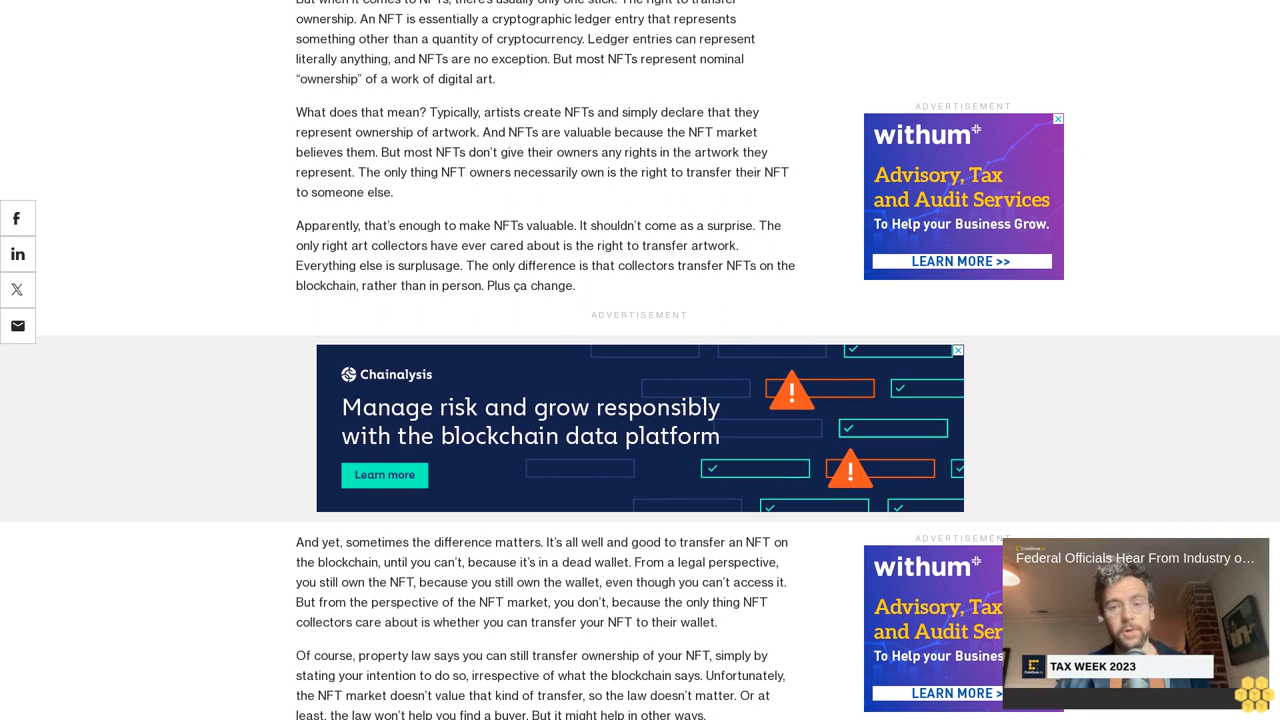 But when it comes to NFTs, there's usually only one stick: The right to transfer
ownership. An NFT is essentially a cryptographic ledger entry that represents
something other than a quantity of cryptocurrency. Ledger entries can represent
literally anything, and NFTs are no exception. But most NFTs represent nominal
“ownership” of a work of digital art.
What does that mean? Typically, artists create NFTs and simply declare that they
represent ownership of artwork. And NFTs are valuable because the NFT market
believes them. But most NFTs don’t give their owners any rights in the artwork they
represent. The only thing NFT owners necessarily own is the right to transfer their NFT
to someone else.
Apparently, that’s enough to make NFTs valuable. It shouldn’t come as a surprise. The
only right art collectors have ever cared about is the right to transfer artwork.
Everything else is surplusage. The only difference is that collectors transfer NFTs on the
blockchain, rather than in person. Plus ça change.
ADVERTISEMENT
withum+
Advisory, Tax
and Audit Services
To Help your Business Grow.
LEARN MORE >>
ADVERTISEMENT
Chainalysis
Manage risk and grow responsibly
with the blockchain data platform
Learn more
And yet, sometimes the difference matters. It’s all well and good to transfer an NFT on
the blockchain, until you can’t, because it’s in a dead wallet. From a legal perspective,
you still own the NFT, because you still own the wallet, even though you can’t access it.
But from the perspective of the NFT market, you don’t, because the only thing NFT
collectors care about is whether you can transfer your NFT to their wallet.
Of course, property law says you can still transfer ownership of your NFT, simply by
stating your intention to do so, irrespective of what the blockchain says. Unfortunately,
the NFT market doesn’t value that kind of transfer, so the law doesn’t matter. Or at
least, the law won’t help you find a buyer. But it might help in other ways.
ADVERTISEMENT
withum+
Advisory, Tax
and Audit Ser
To Help your Busines
LEARN MORE >
Federal Officials Hear From Industry o…
TAX WEEK 2023